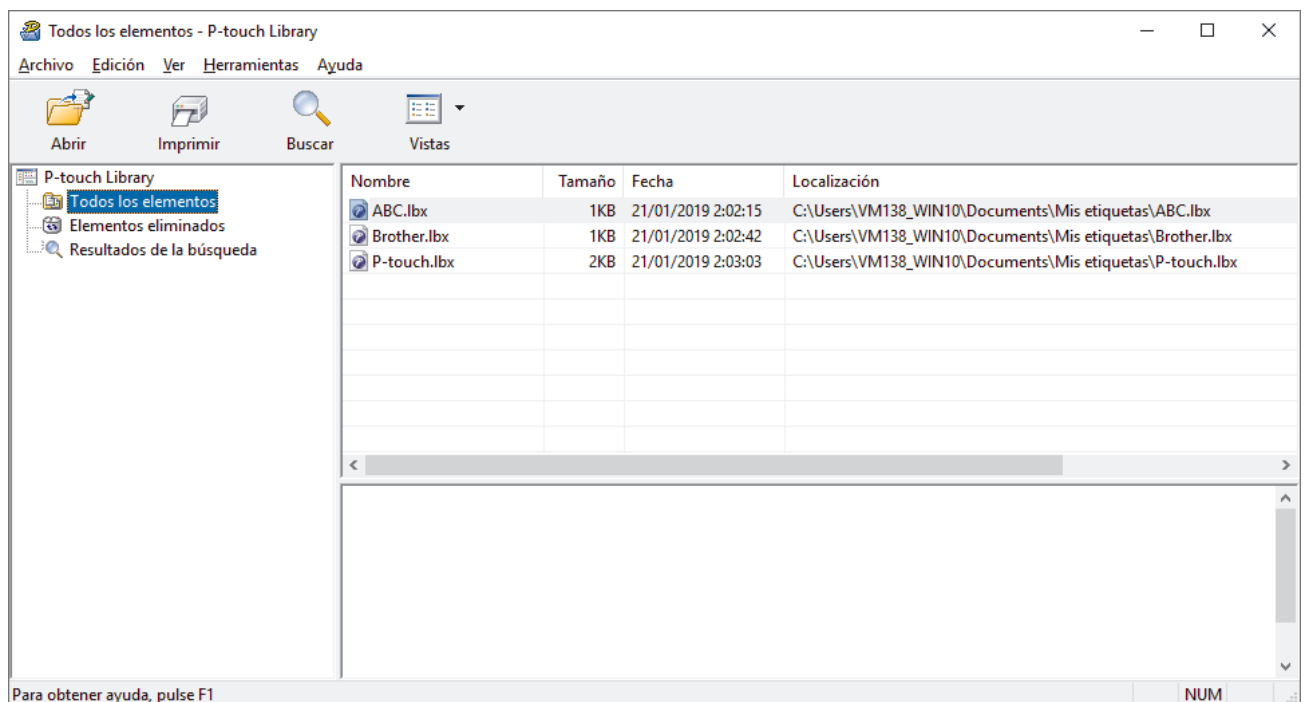 Todos los elementos - P-touch Library
Archivo Edición Ver Herramientas Ayuda
Abrir Imprimir Buscar Vistas
P-touch Library
Todos los elementos
Elementos eliminados
Resultados de la búsqueda
Nombre Tamaño Fecha Localización
ABC.lbx 1KB 21/01/2019 2:02:15 C:\Users\VM138_WIN10\Documents\Mis etiquetas\ABC.lbx
Brother.lbx 1KB 21/01/2019 2:02:42 C:\Users\VM138_WIN10\Documents\Mis etiquetas\Brother.lbx
P-touch.lbx 2KB 21/01/2019 2:03:03 C:\Users\VM138_WIN10\Documents\Mis etiquetas\P-touch.lbx
Para obtener ayuda, pulse F1 NUM